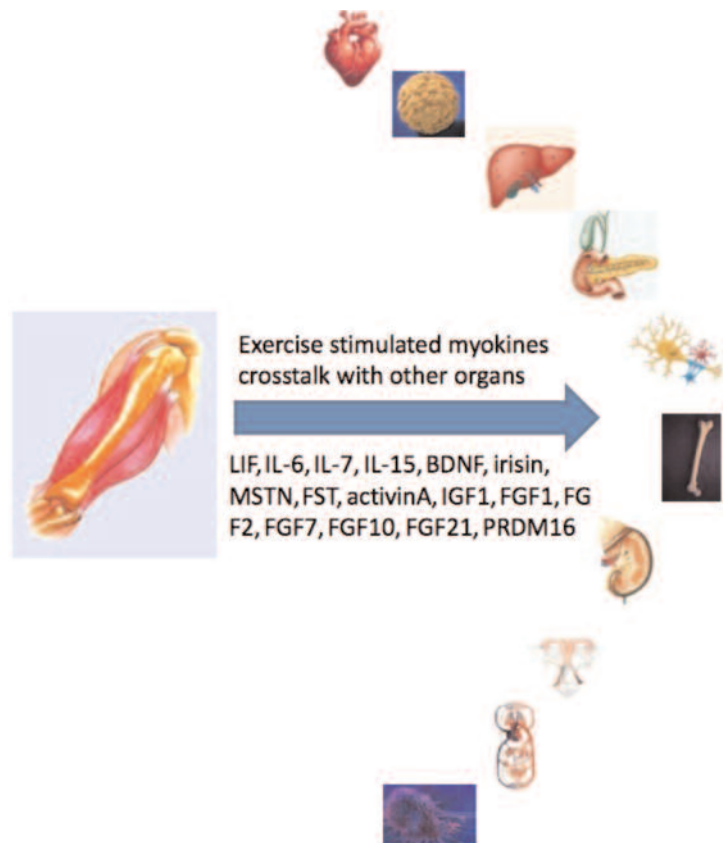 Exercise stimulated myokines
crosstalk with other organs
LIF, IL-6, IL-7, IL-15, BDNF, irisin,
MSTN, FST, activinA, IGF1, FGF1, FG
F2, FGF7, FGF10, FGF21, PRDM16